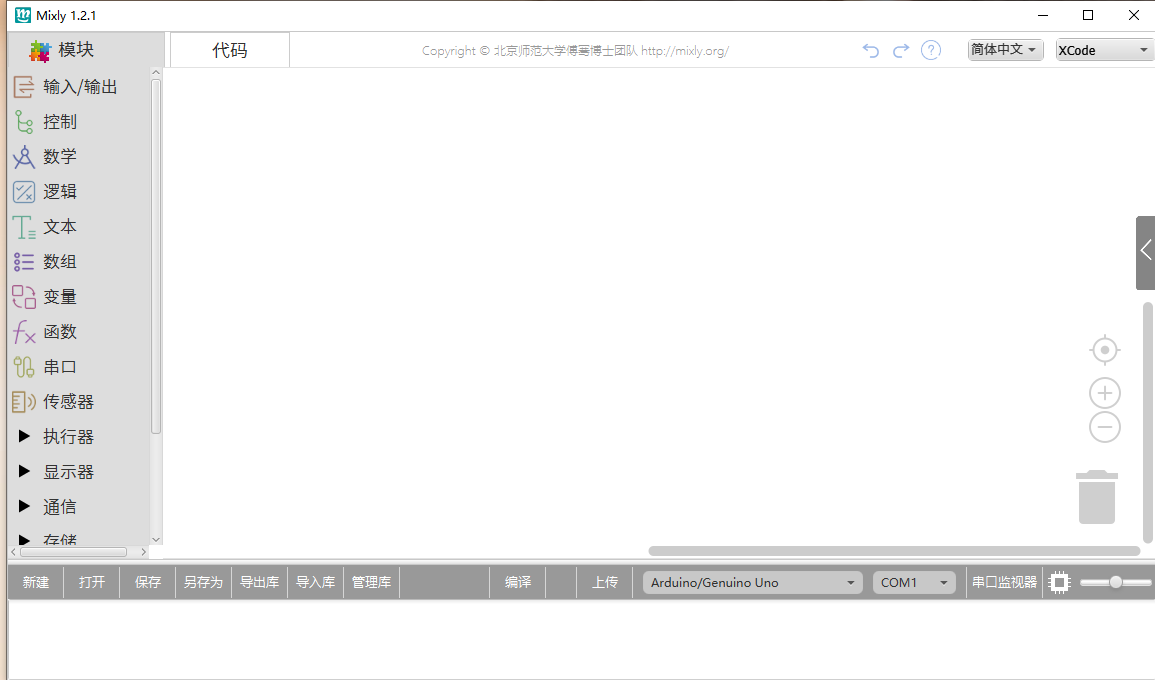 Mixly 1.2.1
模块
代码
Copyright © 北京师范大学傅骞博士团队 http://mixly.org/
?
简体中文
XCode
输入/输出
控制
数学
逻辑
文本
数组
变量
函数
串口
传感器
执行器
显示器
通信
存储
新建
打开
保存
另存为
导出库
导入库
管理库
编译
上传
Arduino/Genuino Uno
COM1
串口监视器